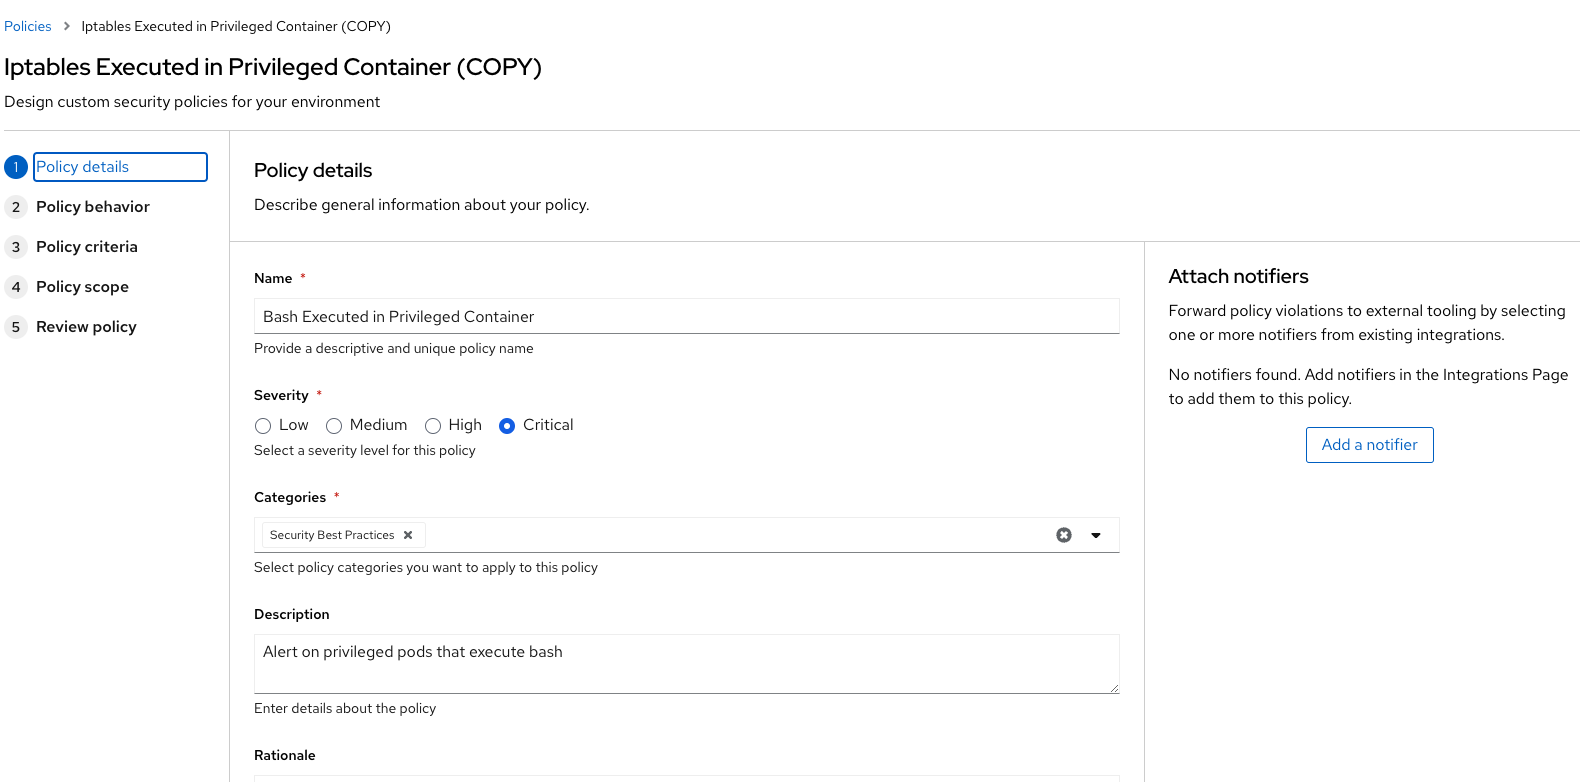 Policies > Iptables Executed in Privileged Container (COPY)
Iptables Executed in Privileged Container (COPY)
Design custom security policies for your environment
1 Policy details
2 Policy behavior
3 Policy criteria
4 Policy scope
5 Review policy
Policy details
Describe general information about your policy.
Name *
Bash Executed in Privileged Container
Provide a descriptive and unique policy name
Severity *
Low Medium High Critical
Select a severity level for this policy
Categories *
Security Best Practices
Select policy categories you want to apply to this policy
Description
Alert on privileged pods that execute bash
Enter details about the policy
Rationale
Attach notifiers
Forward policy violations to external tooling by selecting
one or more notifiers from existing integrations.
No notifiers found. Add notifiers in the Integrations Page
to add them to this policy.
Add a notifier